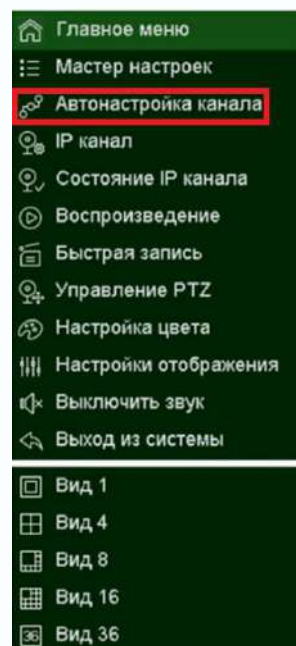 Главное меню
Мастер настроек
Автонастройка канала
IP канал
Состояние IP канала
Воспроизведение
Быстрая запись
Управление PTZ
Настройка цвета
Настройки отображения
Выключить звук
Выход из системы
Вид 1
Вид 4
Вид 8
Вид 16
36 Вид 36